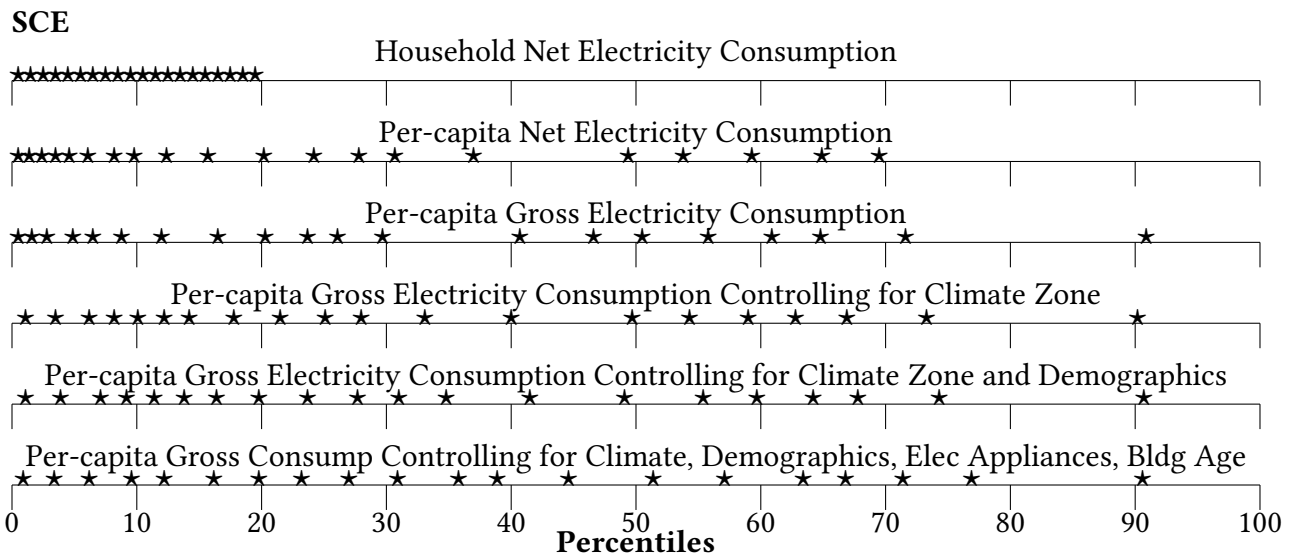 SCE
Household Net Electricity Consumption
Per-capita Net Electricity Consumption
Per-capita Gross Electricity Consumption
Per-capita Gross Electricity Consumption Controlling for Climate Zone
Per-capita Gross Electricity Consumption Controlling for Climate Zone and Demographics
Per-capita Gross Consump Controlling for Climate, Demographics, Elec Appliances, Bldg Age
0 10 20 30 40 50 60 70 80 90 100
Percentiles